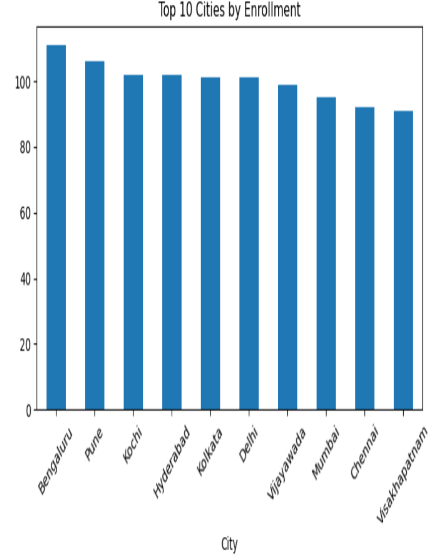 Top 10 Cities by Enrollment
100
80
60
40
20
0
Bengaluru
Pune
Kochi
Hyderabad
Kolkata
Delhi
Vijayawada
Mumbai
Chennai
Visakhapatnam
City